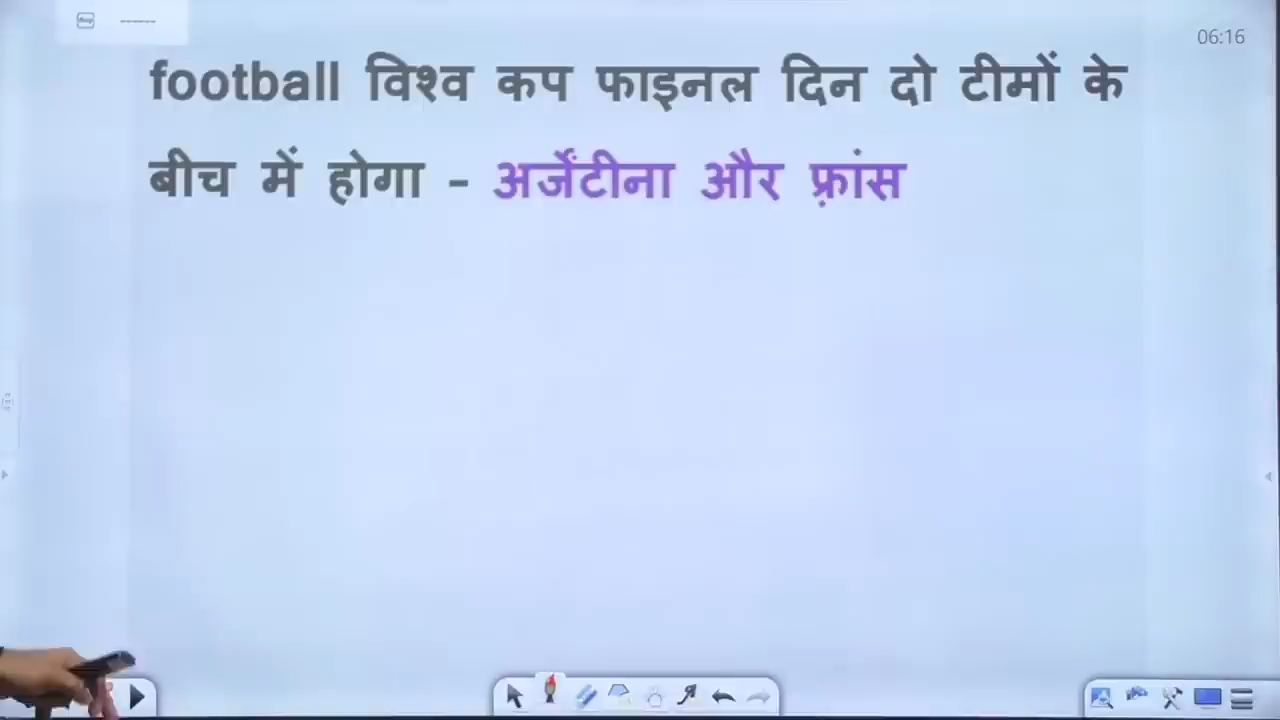 06:16
football विश्व कप फाइनल दिन दो टीमों के
बीच में होगा - अर्जेंटीना और फ़्रांस